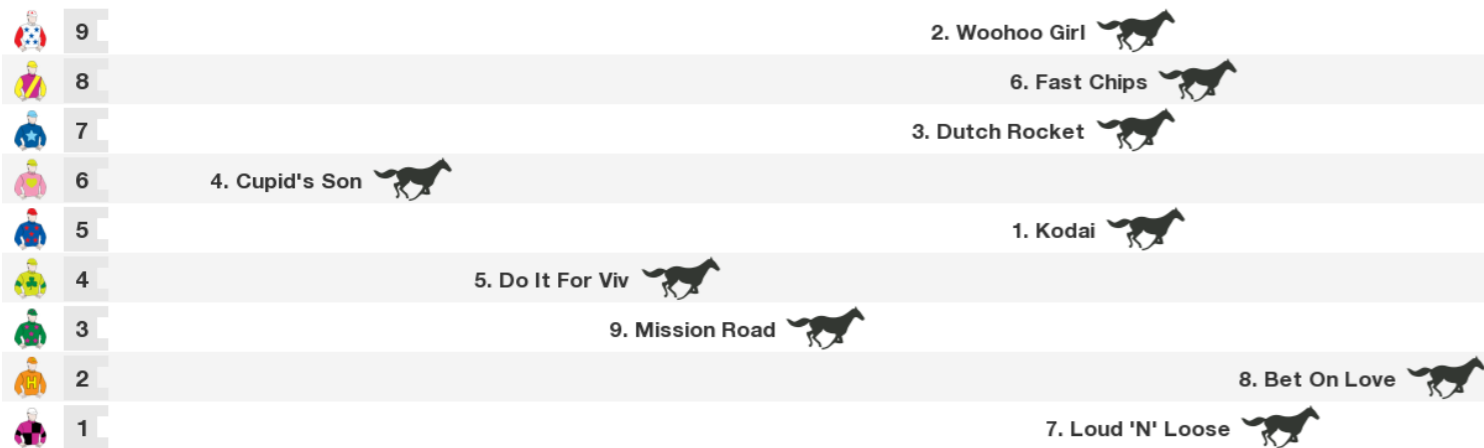 9 2. Woohoo Girl
8 6. Fast Chips
7 3. Dutch Rocket
6 4. Cupid's Son
5 1. Kodai
4 5. Do It For Viv
3 9. Mission Road
2 8. Bet On Love
H
1 7. Loud 'N' Loose